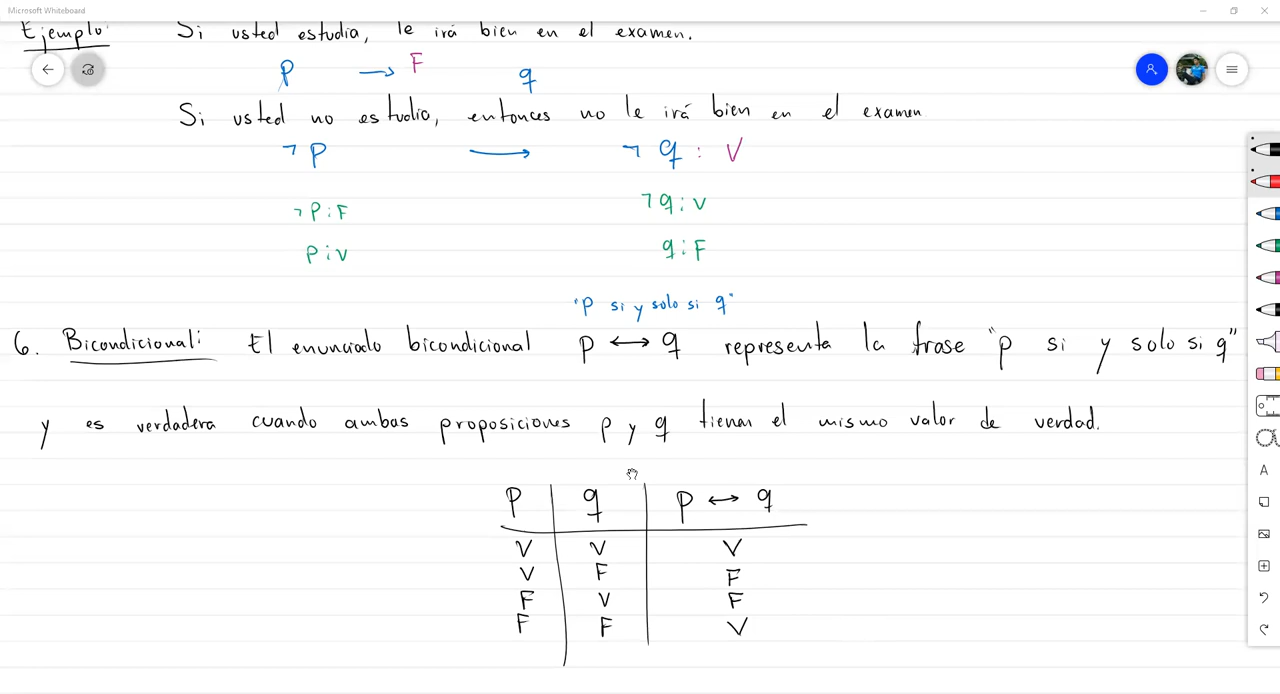 Microsoft Whiteboard
Ejemplo: Si usted estudia, le irá bien en el examen.
p → F q
Si usted no estudia, entonces no le irá bien en el examen
¬ p → ¬ q : V
¬ p : F ¬ q : V
p : V q : F
"p si y solo si q"
6. Bicondicional: El enunciado bicondicional p ↔ q representa la frase "p si y solo si q"
y es verdadera cuando ambas proposiciones p y q tienen el mismo valor de verdad.
p q p ↔ q
V V V
V F F
F V F
F F V
A